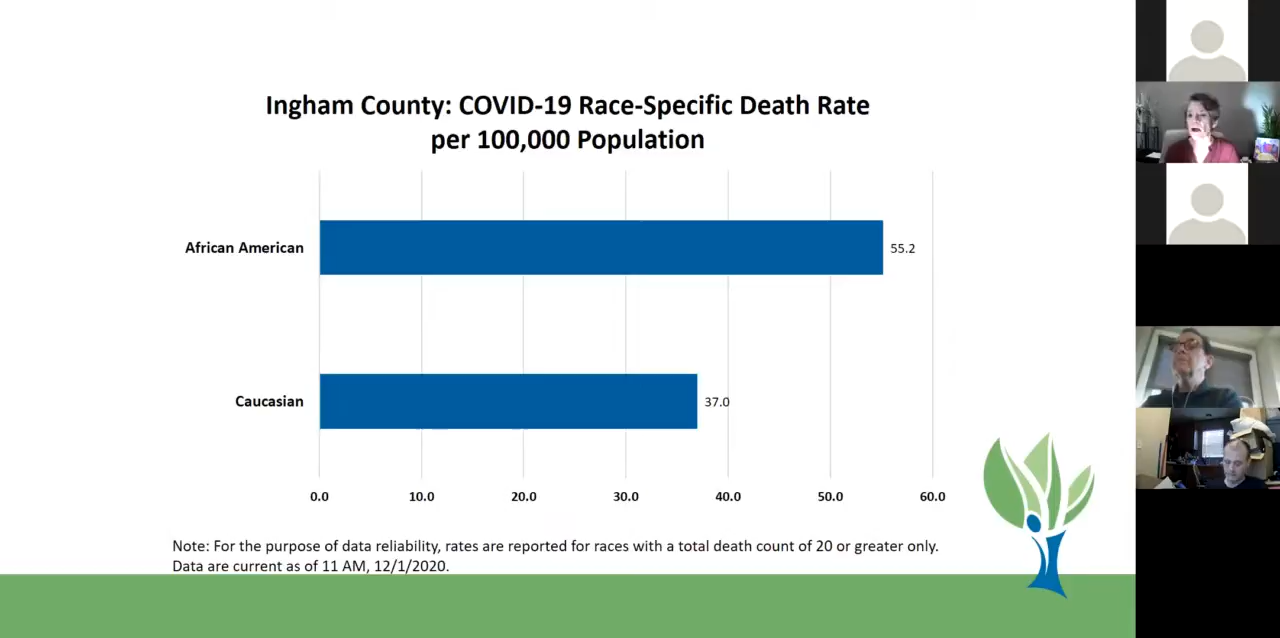 Ingham County: COVID-19 Race-Specific Death Rate
per 100,000 Population
African American
55.2
Caucasian
37.0
0.0 10.0 20.0 30.0 40.0 50.0 60.0
Note: For the purpose of data reliability, rates are reported for races with a total death count of 20 or greater only.
Data are current as of 11 AM, 12/1/2020.